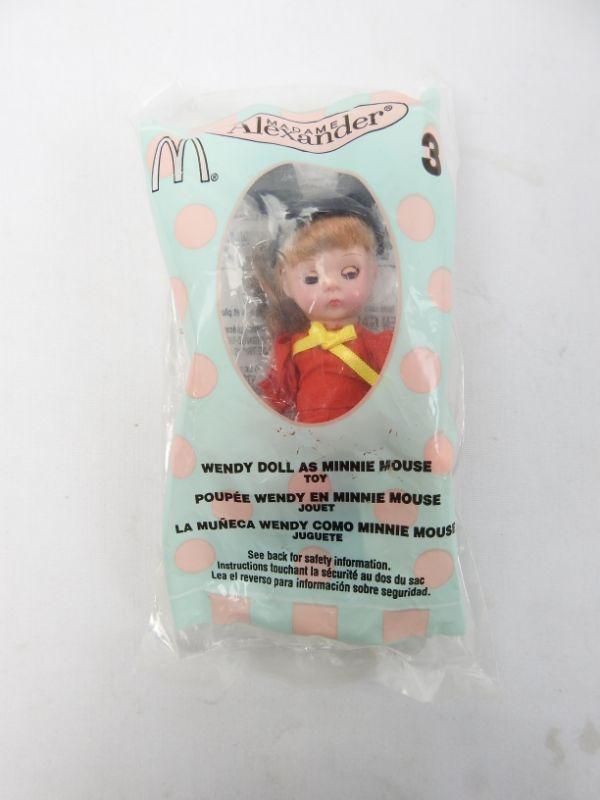 MADAME
Alexander®
M®
3
WENDY DOLL AS MINNIE MOUSE
TOY
POUPÉE WENDY EN MINNIE MOUSE
JOUET
LA MUÑECA WENDY COMO MINNIE MOUSE
JUGUETE
See back for safety information.
Instructions touchant la sécurité au dos du sac
Lea el reverso para información sobre seguridad.